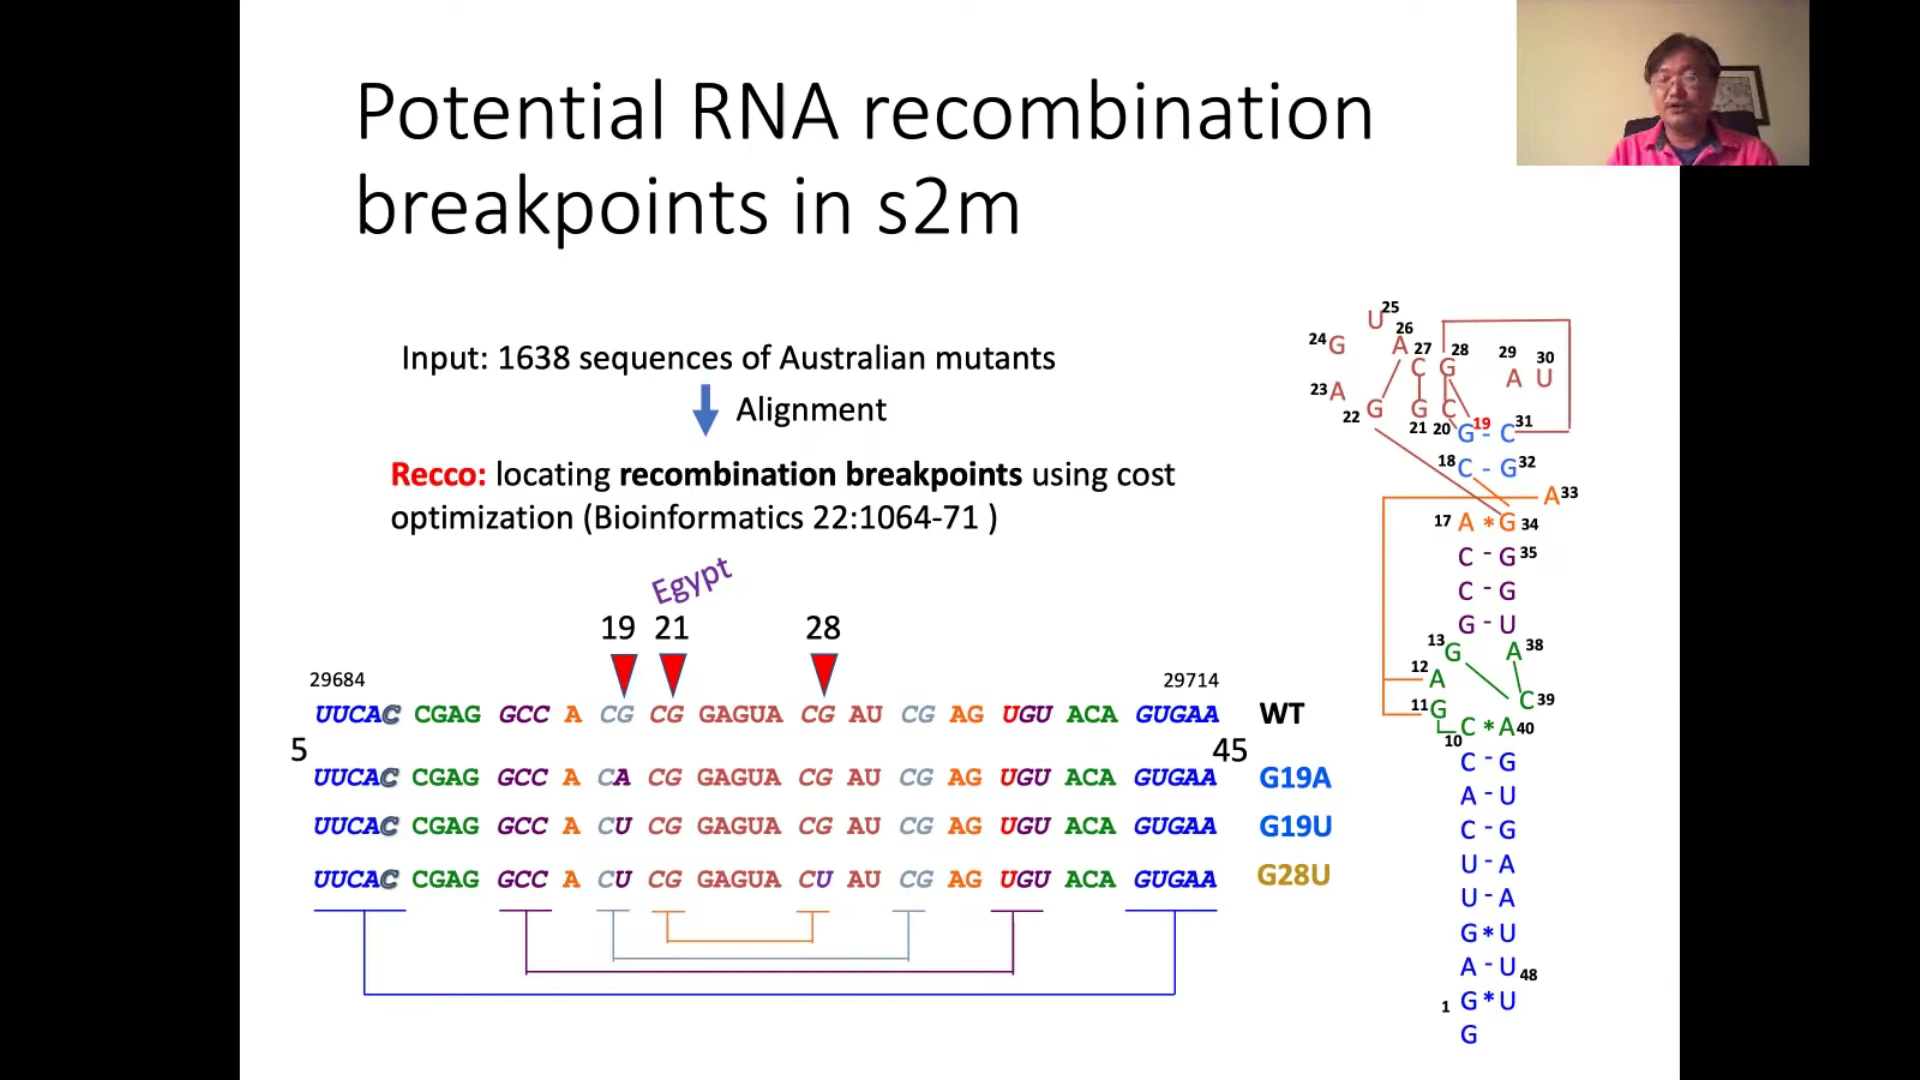 Potential RNA recombination
breakpoints in s2m
Input: 1638 sequences of Australian mutants
Alignment
Recco: locating recombination breakpoints using cost
optimization (Bioinformatics 22:1064-71 )
Egypt
19 21 28
29684 29714
UUCAC CGAG GCC A CG CG GAGUA CG AU CG AG UGU ACA GUGAA WT
5 45
UUCAC CGAG GCC A CA CG GAGUA CG AU CG AG UGU ACA GUGAA G19A
UUCAC CGAG GCC A CU CG GAGUA CG AU CG AG UGU ACA GUGAA G19U
UUCAC CGAG GCC A CU CG GAGUA CU AU CG AG UGU ACA GUGAA G28U
U 25
24 G A 26 C 27 G 28 A 29 U 30
23 A
22 G G 21 C 20 G 19 - C 31
18 C - G 32
A 33
17 A * G 34
C - G 35
C - G
G - U
13 G A 38
12 A
11 G C 39
10 C * A 40
C - G
A - U
C - G
U - A
U - A
G * U
A - U 48
1 G * U
G